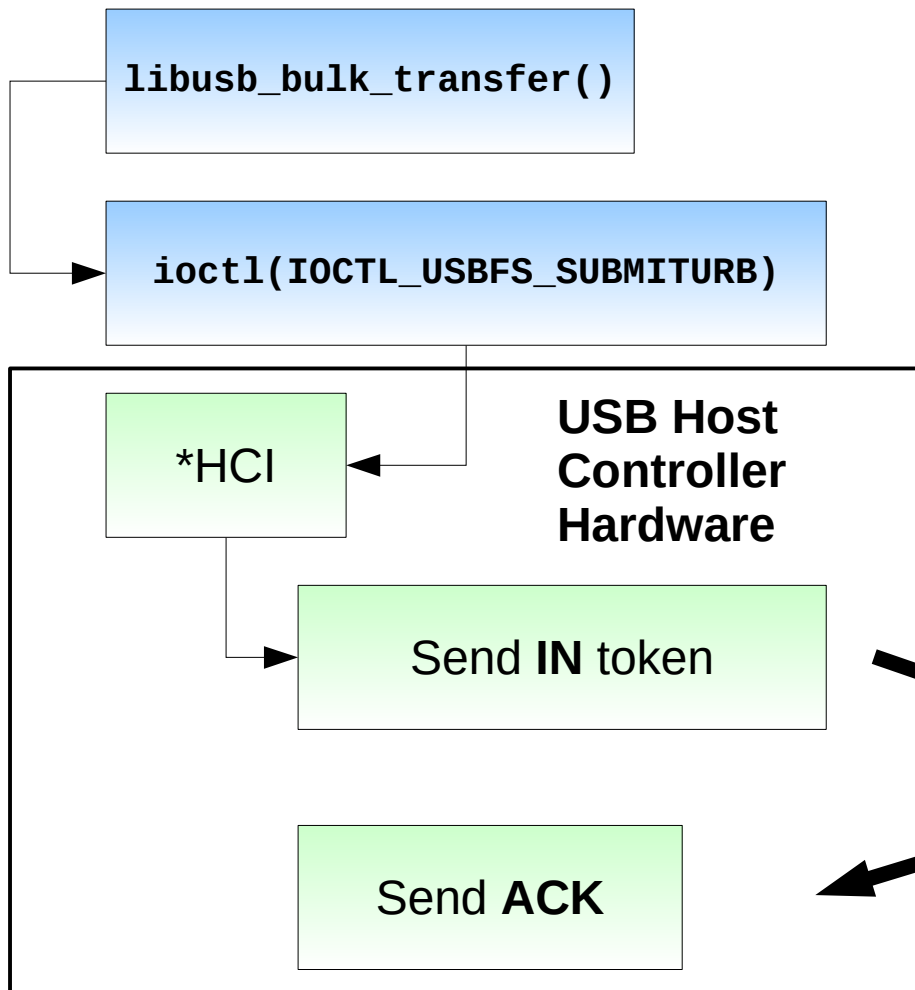 libusb_bulk_transfer()
ioctl(IOCTL_USBFS_SUBMITURB)
*HCI
USB Host
Controller
Hardware
Send IN token
Send ACK